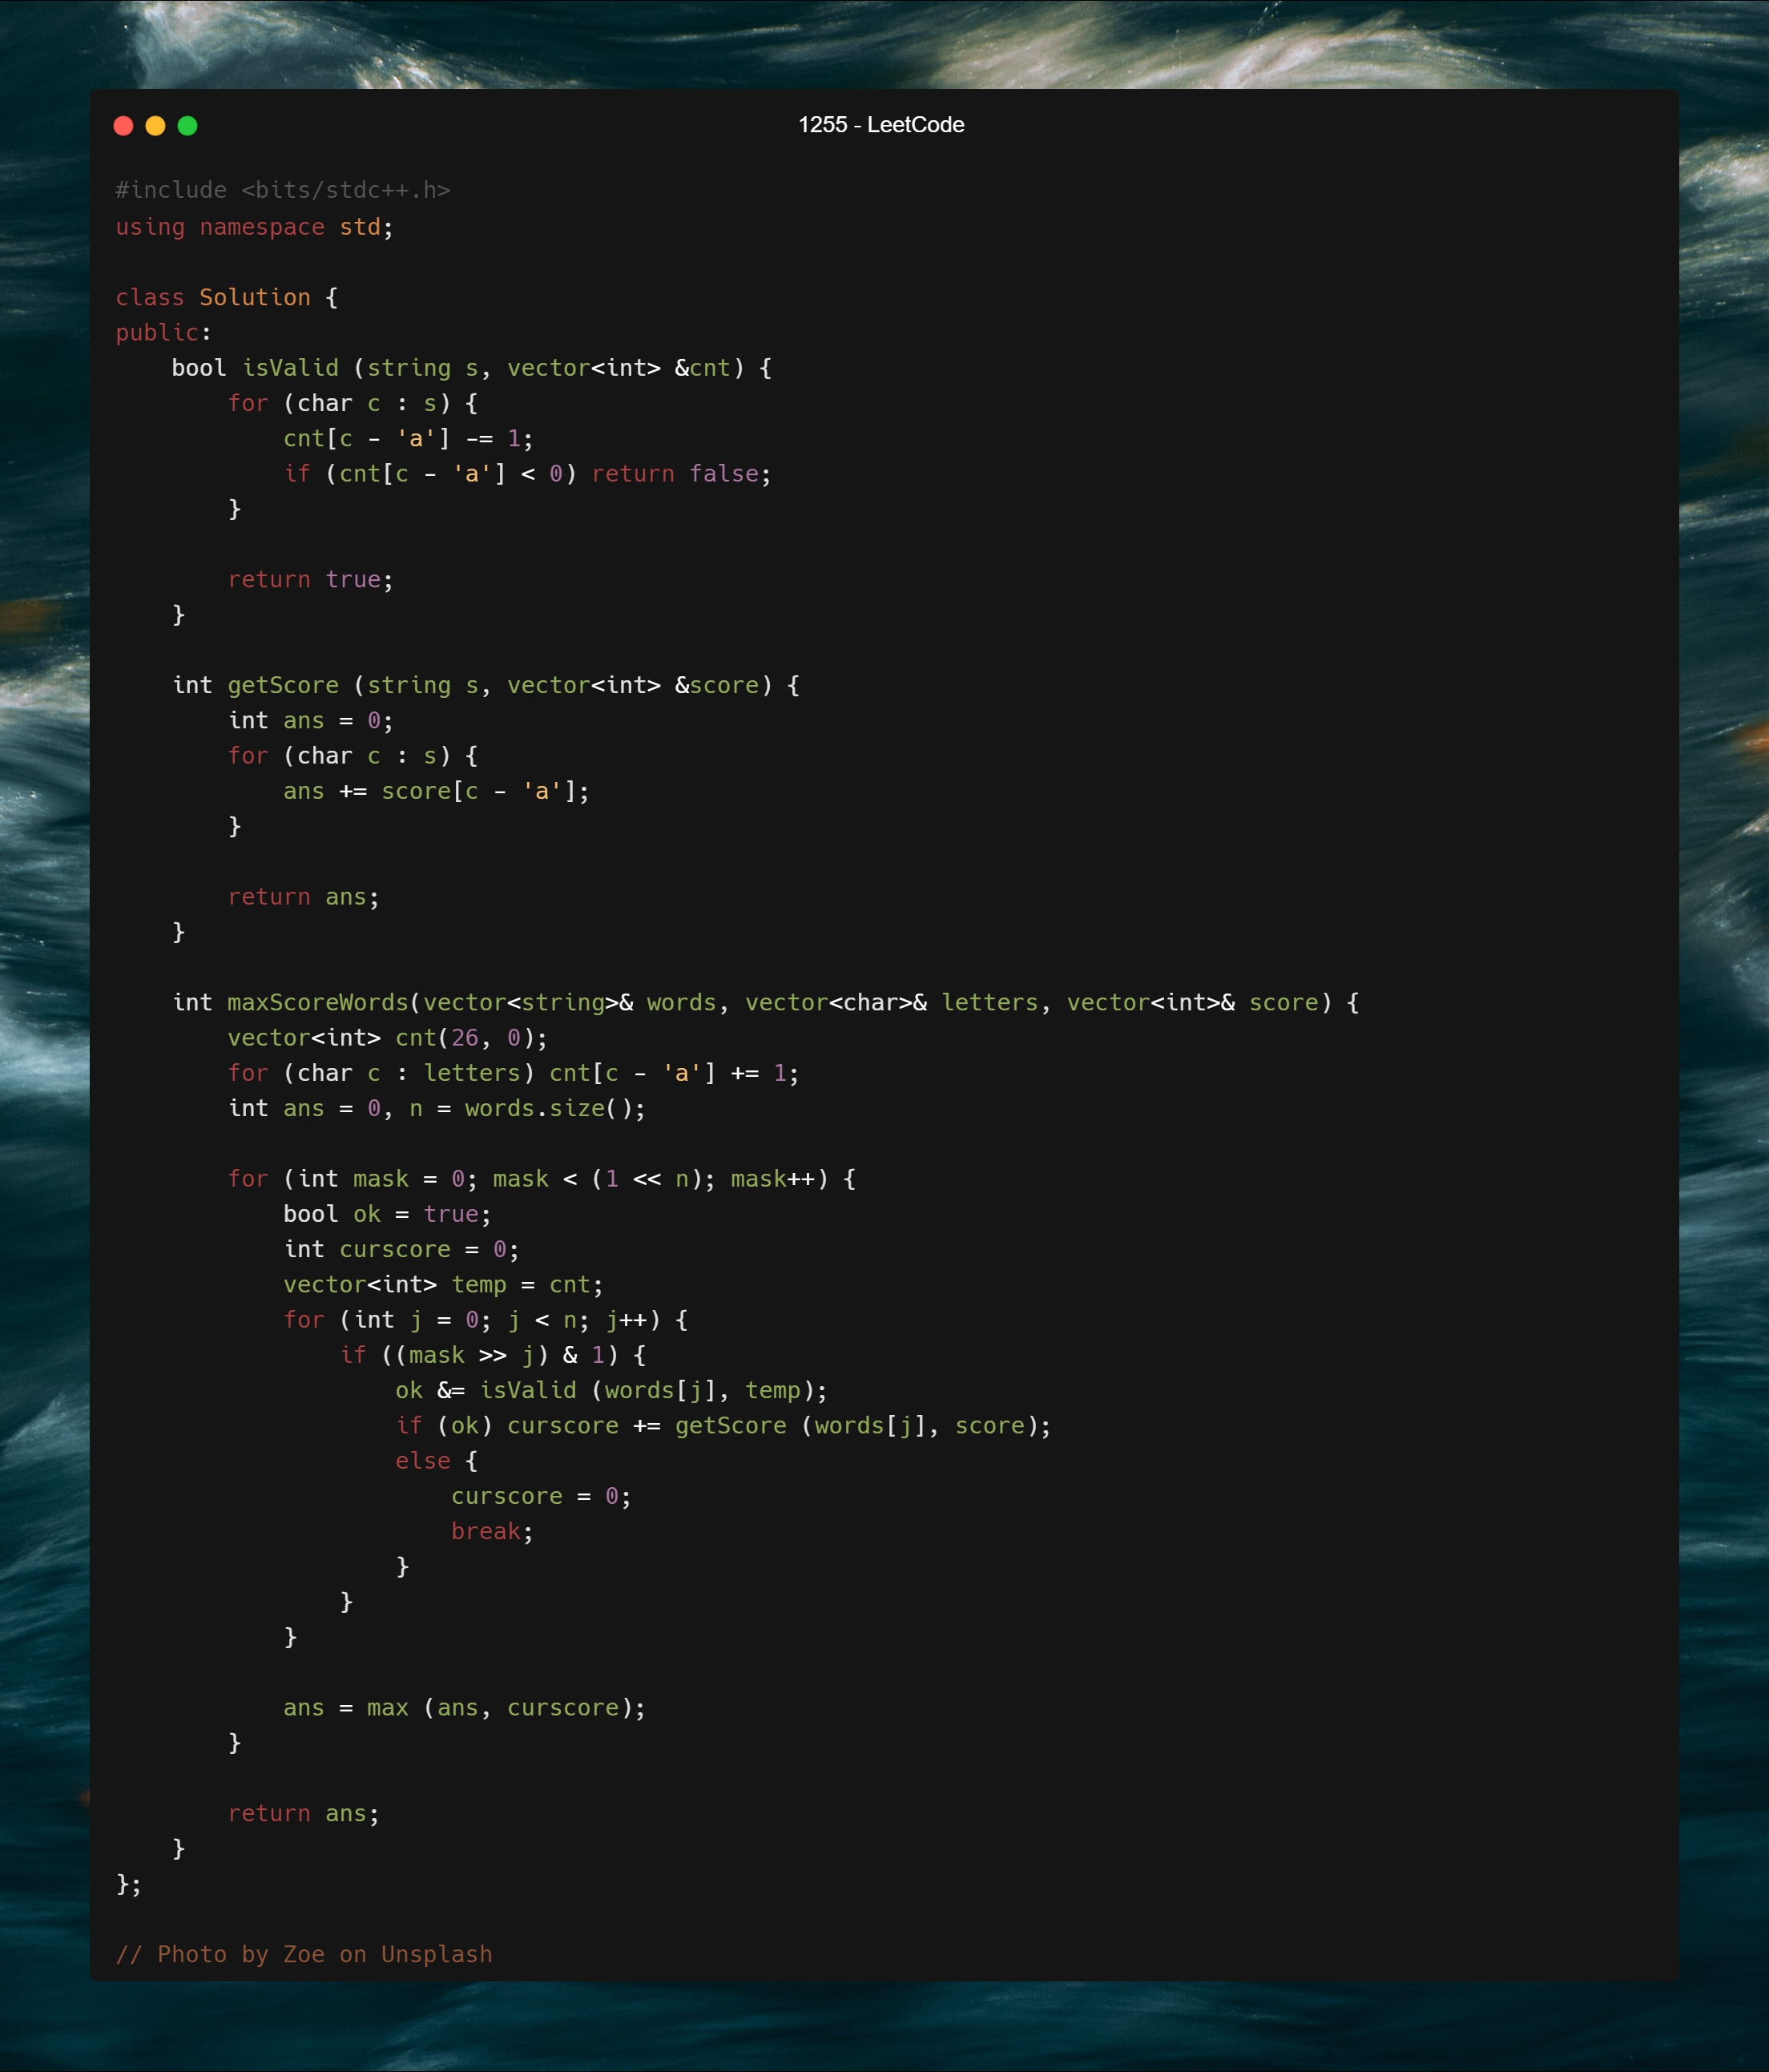 1255 - LeetCode
#include <bits/stdc++.h>
using namespace std;
class Solution {
public:
    bool isValid (string s, vector<int> &cnt) {
        for (char c : s) {
            cnt[c - 'a'] -= 1;
            if (cnt[c - 'a'] < 0) return false;
        }
        return true;
    }
    int getScore (string s, vector<int> &score) {
        int ans = 0;
        for (char c : s) {
            ans += score[c - 'a'];
        }
        return ans;
    }
    int maxScoreWords(vector<string>& words, vector<char>& letters, vector<int>& score) {
        vector<int> cnt(26, 0);
        for (char c : letters) cnt[c - 'a'] += 1;
        int ans = 0, n = words.size();
        for (int mask = 0; mask < (1 << n); mask++) {
            bool ok = true;
            int curscore = 0;
            vector<int> temp = cnt;
            for (int j = 0; j < n; j++) {
                if ((mask >> j) & 1) {
                    ok &= isValid (words[j], temp);
                    if (ok) curscore += getScore (words[j], score);
                    else {
                        curscore = 0;
                        break;
                    }
                }
            }
            ans = max (ans, curscore);
        }
        return ans;
    }
};
// Photo by Zoe on Unsplash